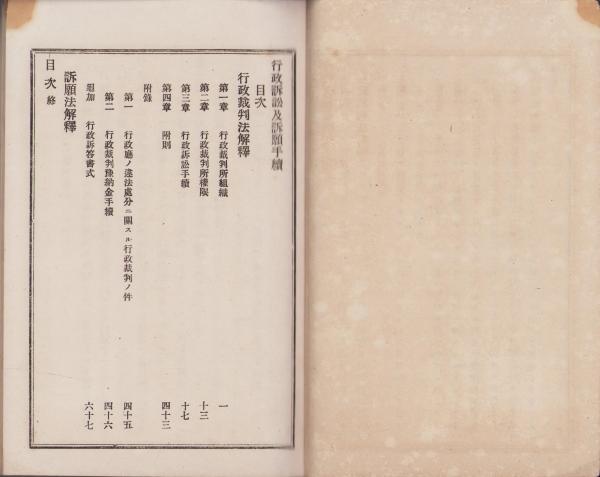 行政訴訟及訴願手續
目次
行政裁判法解釋
第一章 行政裁判所組織 一
第二章 行政裁判所權限 十三
第三章 行政訴訟手續 十七
第四章 附則 四十三
附錄
第一 行政廳ノ違法處分ニ關スル行政裁判ノ件 四十五
第二 行政裁判豫納金手續 四十六
追加 行政訴答書式 六十七
訴願法解釋
目次終